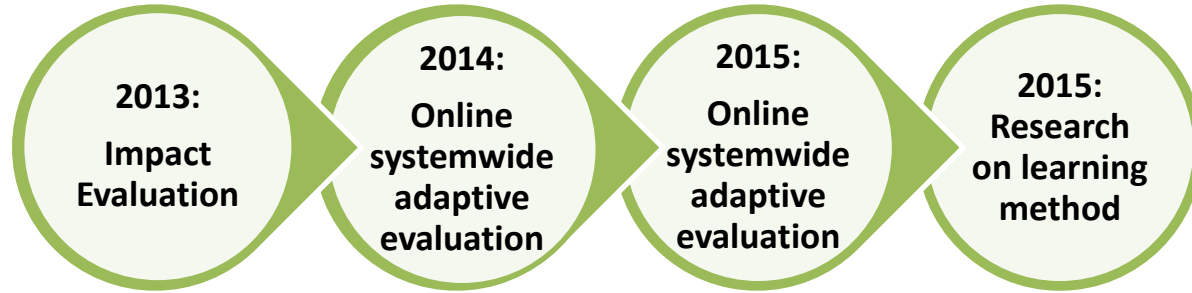 2013:
Impact
Evaluation
2014:
Online
systemwide
adaptive
evaluation
2015:
Online
systemwide
adaptive
evaluation
2015:
Research
on learning
method